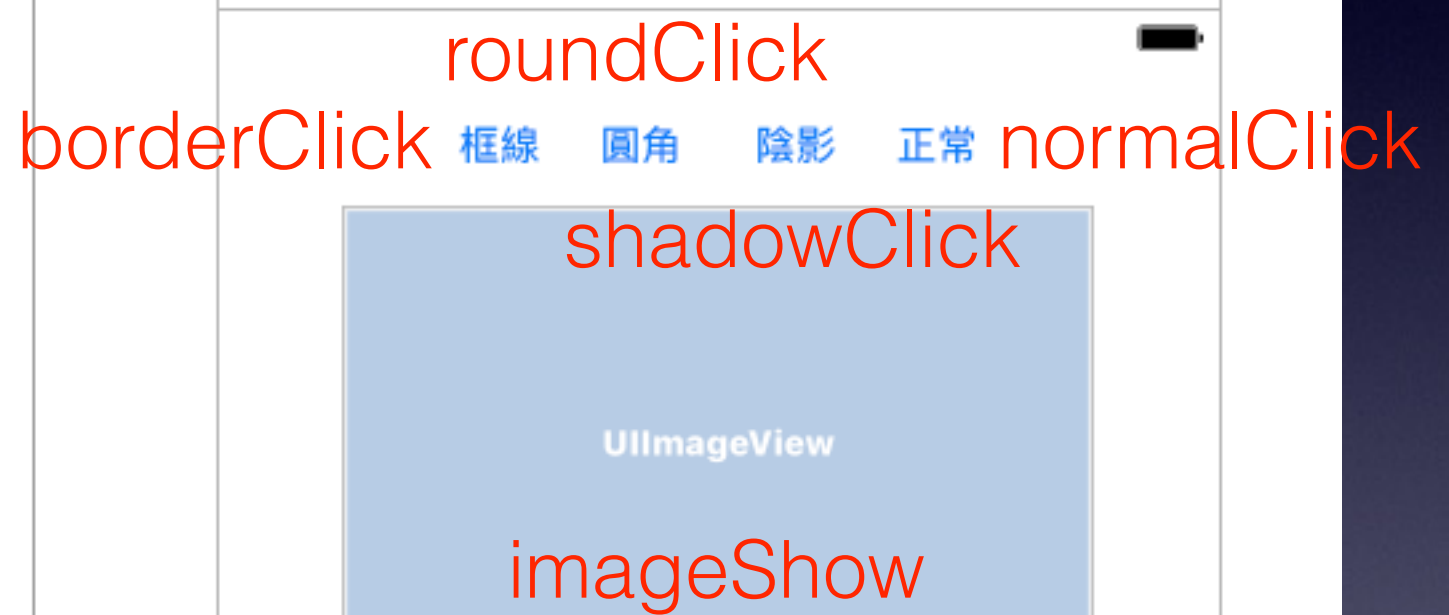 roundClick
borderClick 框線 圓角 陰影 正常 normalClick
shadowClick
UIImageView
imageShow